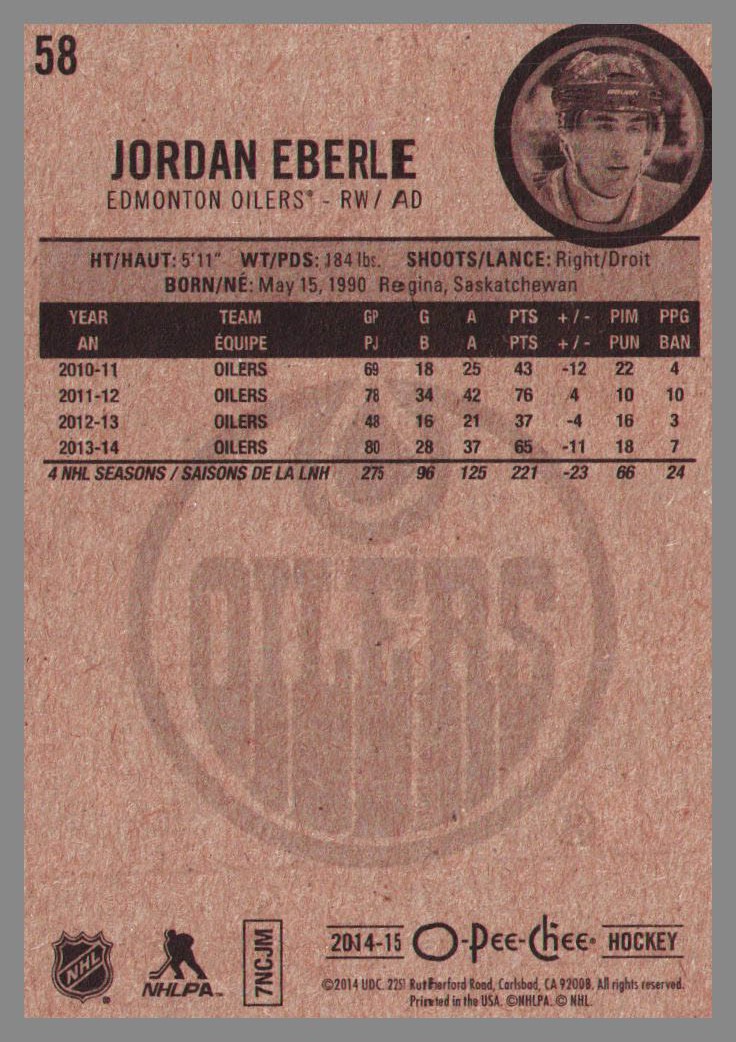 58
JORDAN EBERLE
EDMONTON OILERS® - RW/ AD
HT/HAUT: 5'11" WT/PDS: 184 lbs. SHOOTS/LANCE: Right/Droit
BORN/NÉ: May 15, 1990 Regina, Saskatchewan
YEAR TEAM GP G A PTS +/- PIM PPG
AN ÉQUIPE PJ B A PTS +/- PUN BAN
2010-11 OILERS 69 18 25 43 -12 22 4
2011-12 OILERS 78 34 42 76 4 10 10
2012-13 OILERS 48 16 21 37 -4 16 3
2013-14 OILERS 80 28 37 65 -11 18 7
4 NHL SEASONS / SAISONS DE LA LNH 275 96 125 221 -23 66 24
OILERS
NHL
NHLPA™
7NCJM
2014-15 O-Pee-Chee® HOCKEY
©2014 UDC. 2251 Rutherford Road, Carlsbad, CA 92008. All rights reserved.
Printed in the USA. ©NHLPA. © NHL.